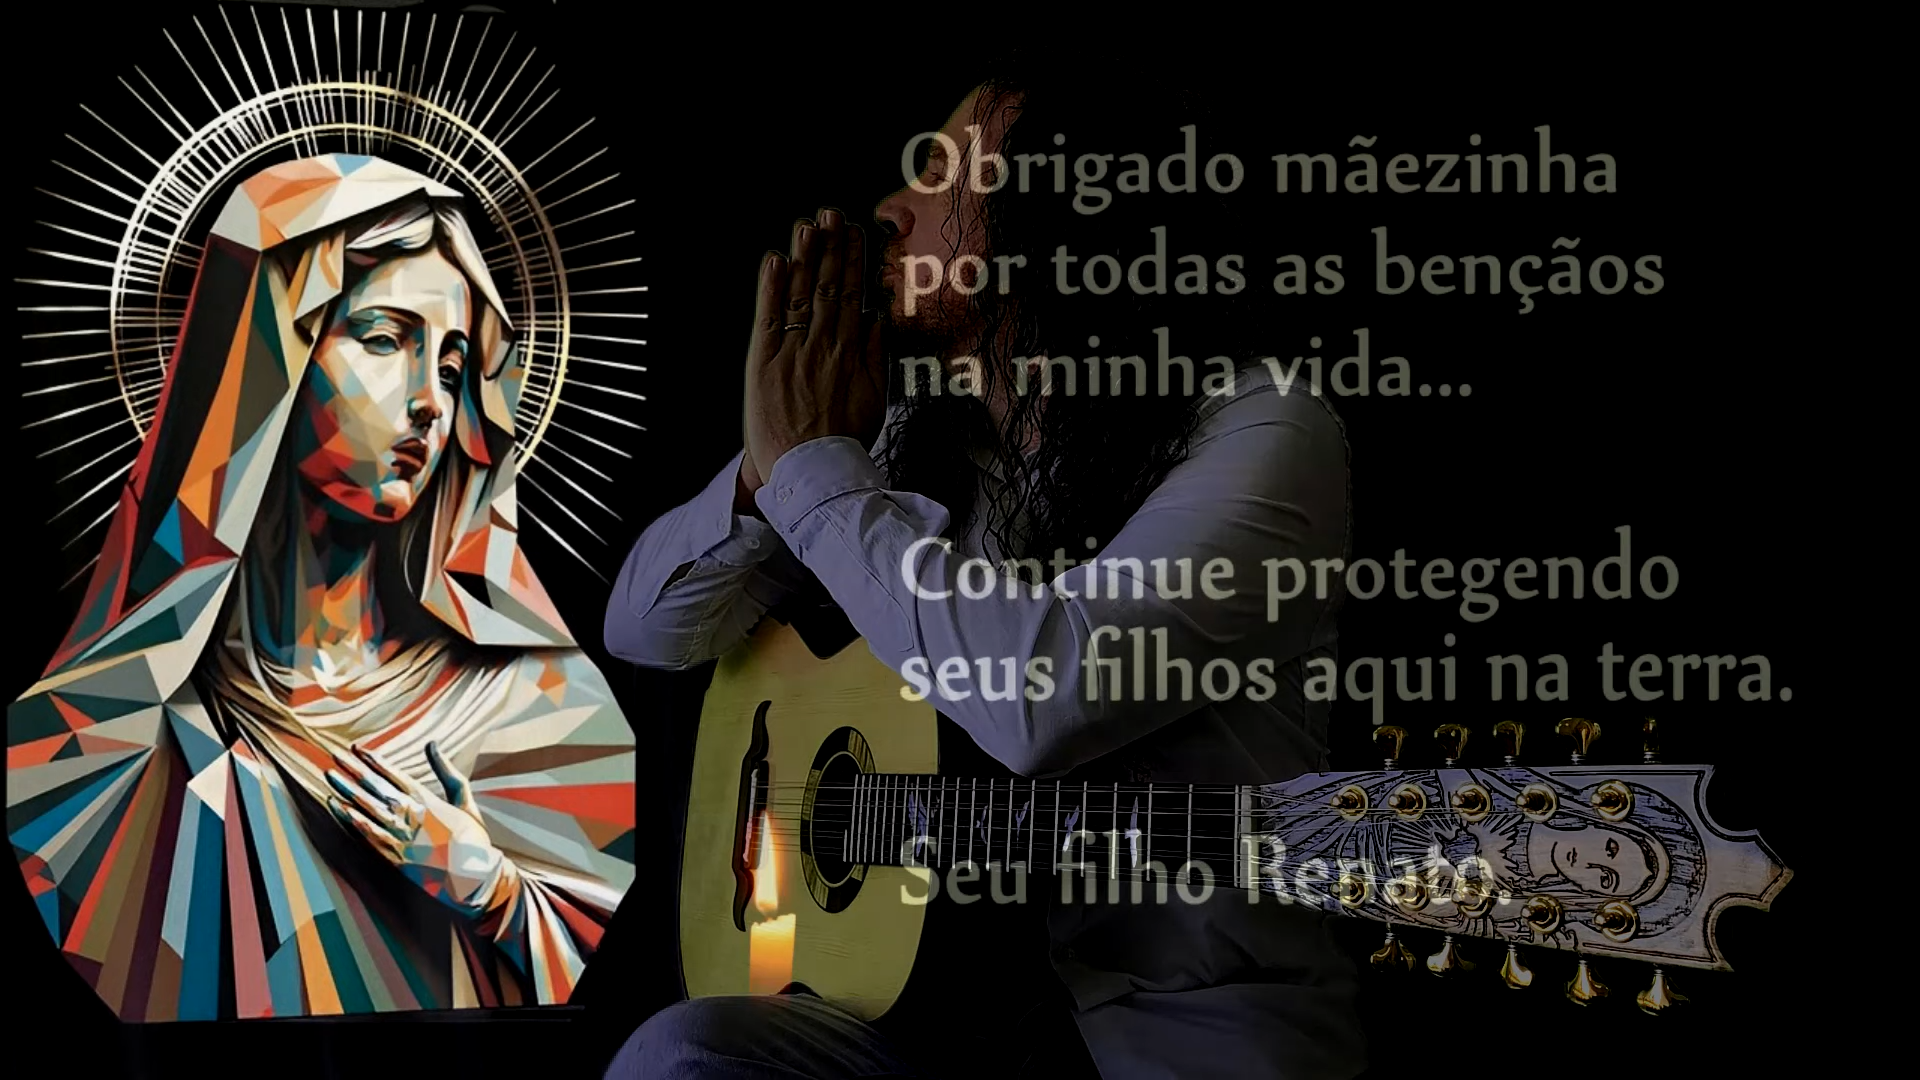 Obrigado mãezinha
por todas as bençãos
na minha vida...
Continue protegendo
seus filhos aqui na terra.
Seu filho Renato.